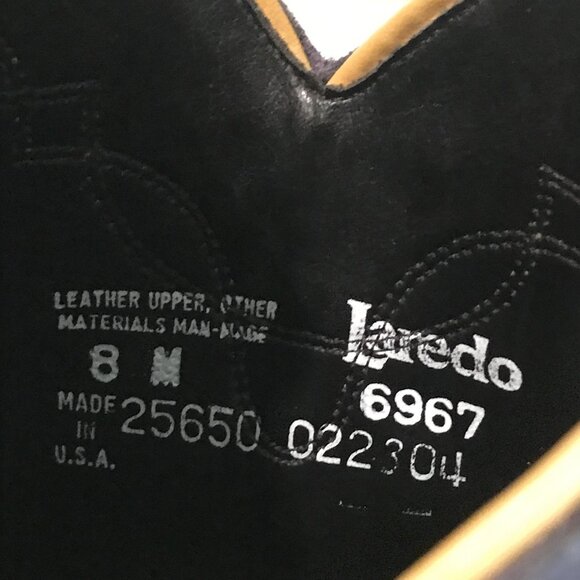 LEATHER UPPER, OTHER
MATERIALS MAN-MADE
8 M
MADE
IN
U.S.A.
25650
Laredo
6967
022304